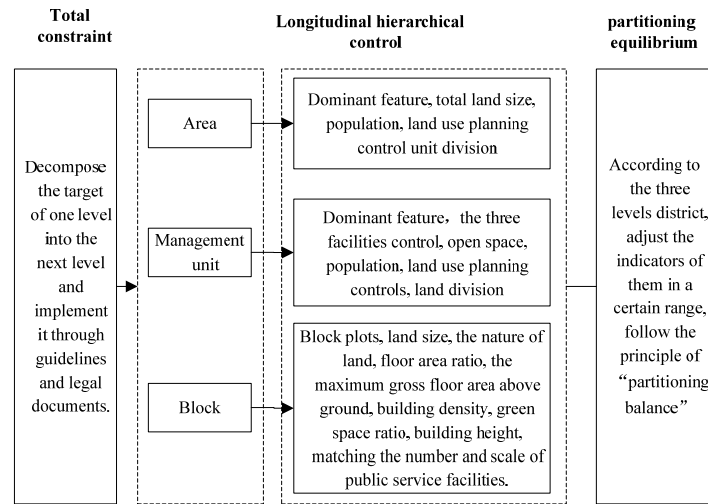 Total
constraint
Longitudinal hierarchical
control
partitioning
equilibrium
Decompose
the target
of one level
into the
next level
and
implement
it through
guidelines
and legal
documents.
Area
Dominant feature, total land size,
population, land use planning
control unit division
Management
unit
Dominant feature，the three
facilities control, open space,
population, land use planning
controls, land division
Block
Block plots, land size, the nature of
land, floor area ratio, the
maximum gross floor area above
ground, building density, green
space ratio, building height,
matching the number and scale of
public service facilities.
According to
the three
levels district,
adjust the
indicators of
them in a
certain range,
follow the
principle of
“partitioning
balance”